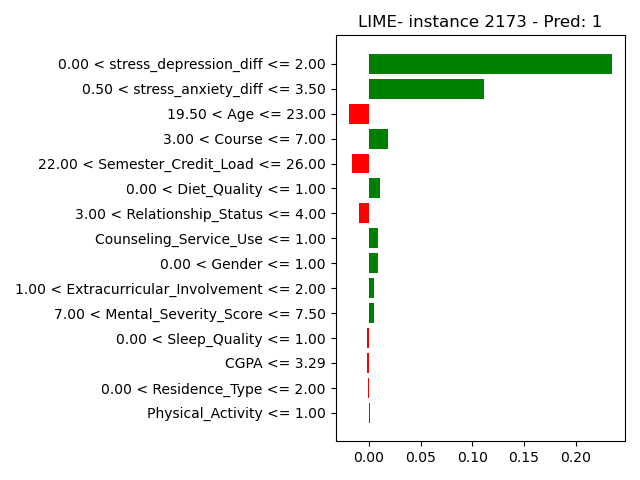 LIME- instance 2173 - Pred: 1
0.00 < stress_depression_diff <= 2.00
0.50 < stress_anxiety_diff <= 3.50
19.50 < Age <= 23.00
3.00 < Course <= 7.00
22.00 < Semester_Credit_Load <= 26.00
0.00 < Diet_Quality <= 1.00
3.00 < Relationship_Status <= 4.00
Counseling_Service_Use <= 1.00
0.00 < Gender <= 1.00
1.00 < Extracurricular_Involvement <= 2.00
7.00 < Mental_Severity_Score <= 7.50
0.00 < Sleep_Quality <= 1.00
CGPA <= 3.29
0.00 < Residence_Type <= 2.00
Physical_Activity <= 1.00
0.00 0.05 0.10 0.15 0.20